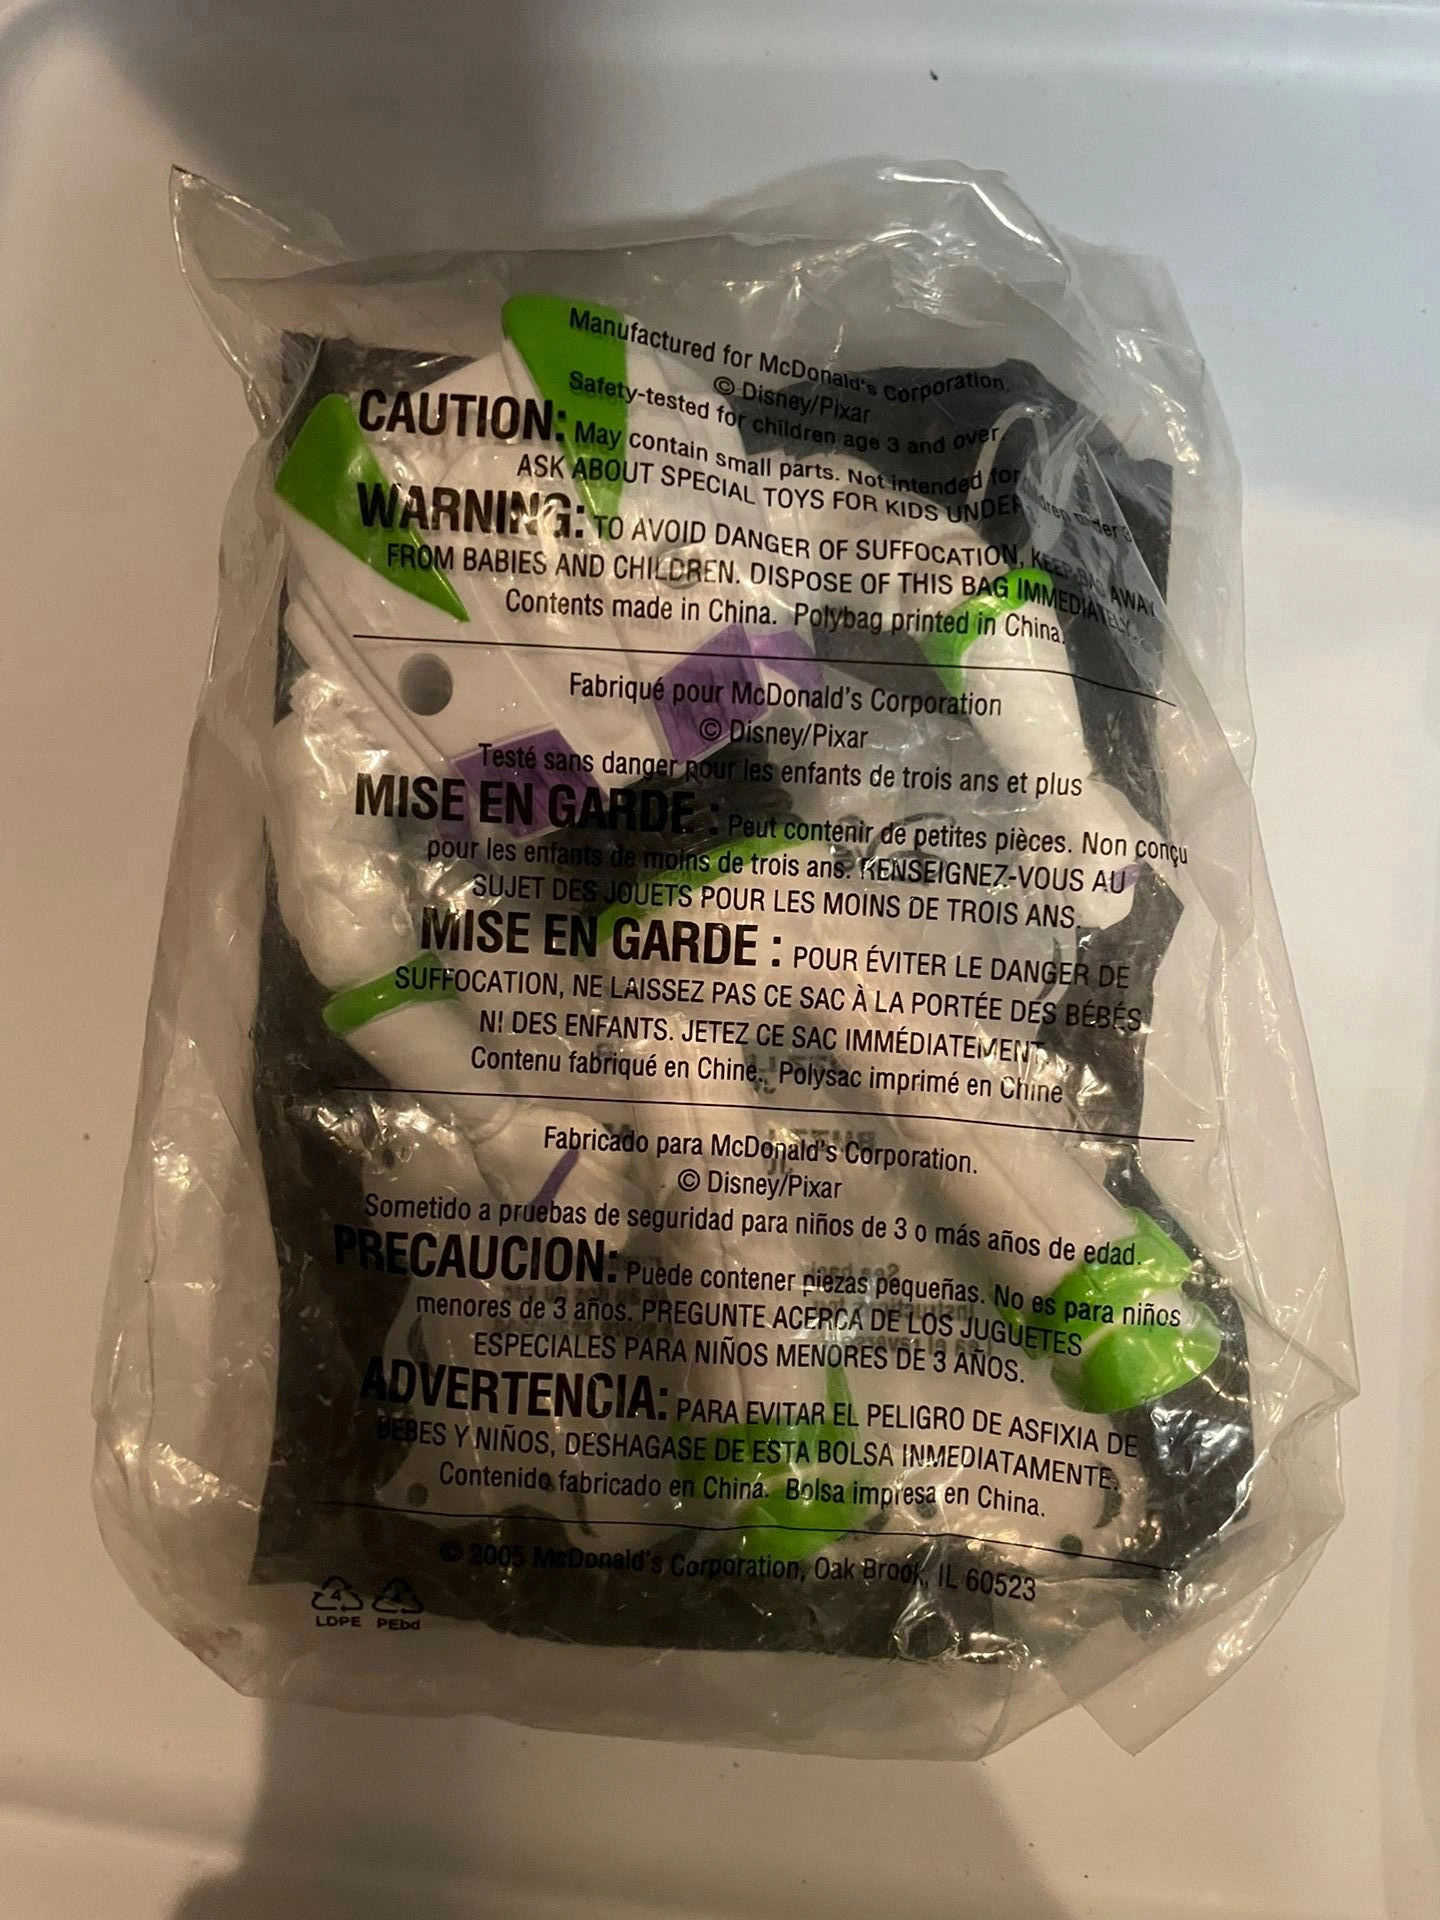 Manufactured for McDonald's Corporation.
© Disney/Pixar
Safety-tested for children age 3 and over
CAUTION: May contain small parts. Not intended for children under 3
ASK ABOUT SPECIAL TOYS FOR KIDS UNDER
WARNING: TO AVOID DANGER OF SUFFOCATION, KEEP BAG AWAY
FROM BABIES AND CHILDREN. DISPOSE OF THIS BAG IMMEDIATELY.
Contents made in China. Polybag printed in China.
Fabriqué pour McDonald's Corporation
© Disney/Pixar
Testé sans danger pour les enfants de trois ans et plus
MISE EN GARDE : Peut contenir de petites pièces. Non conçu
pour les enfants de moins de trois ans. RENSEIGNEZ-VOUS AU
SUJET DES JOUETS POUR LES MOINS DE TROIS ANS.
MISE EN GARDE : POUR ÉVITER LE DANGER DE
SUFFOCATION, NE LAISSEZ PAS CE SAC À LA PORTÉE DES BÉBÉS
NI DES ENFANTS. JETEZ CE SAC IMMÉDIATEMENT.
Contenu fabriqué en Chine. Polysac imprimé en Chine
Fabricado para McDonald's Corporation.
© Disney/Pixar
Sometido a pruebas de seguridad para niños de 3 o más años de edad.
PRECAUCION: Puede contener piezas pequeñas. No es para niños
menores de 3 años. PREGUNTE ACERCA DE LOS JUGUETES
ESPECIALES PARA NIÑOS MENORES DE 3 AÑOS.
ADVERTENCIA: PARA EVITAR EL PELIGRO DE ASFIXIA DE
BEBES Y NIÑOS, DESHAGASE DE ESTA BOLSA INMEDIATAMENTE.
Contenido fabricado en China. Bolsa impresa en China.
© 2005 McDonald's Corporation, Oak Brook, IL 60523
4 4
LDPE PEbd